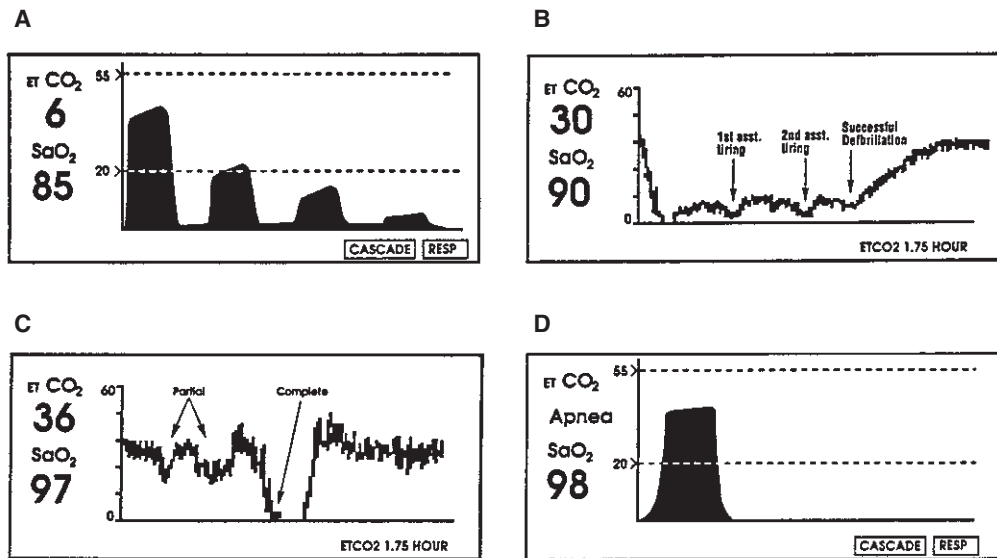 A
ET CO2
6
SaO2
85
55
20
CASCADE RESP
B
ET CO2
30
SaO2
90
60
0
1st asst.
tiring
2nd asst.
tiring
Successful
Defibrillation
ETCO2 1.75 HOUR
C
ET CO2
36
SaO2
97
60
0
Partial
Complete
ETCO2 1.75 HOUR
D
ET CO2
Apnea
SaO2
98
55
20
CASCADE RESP